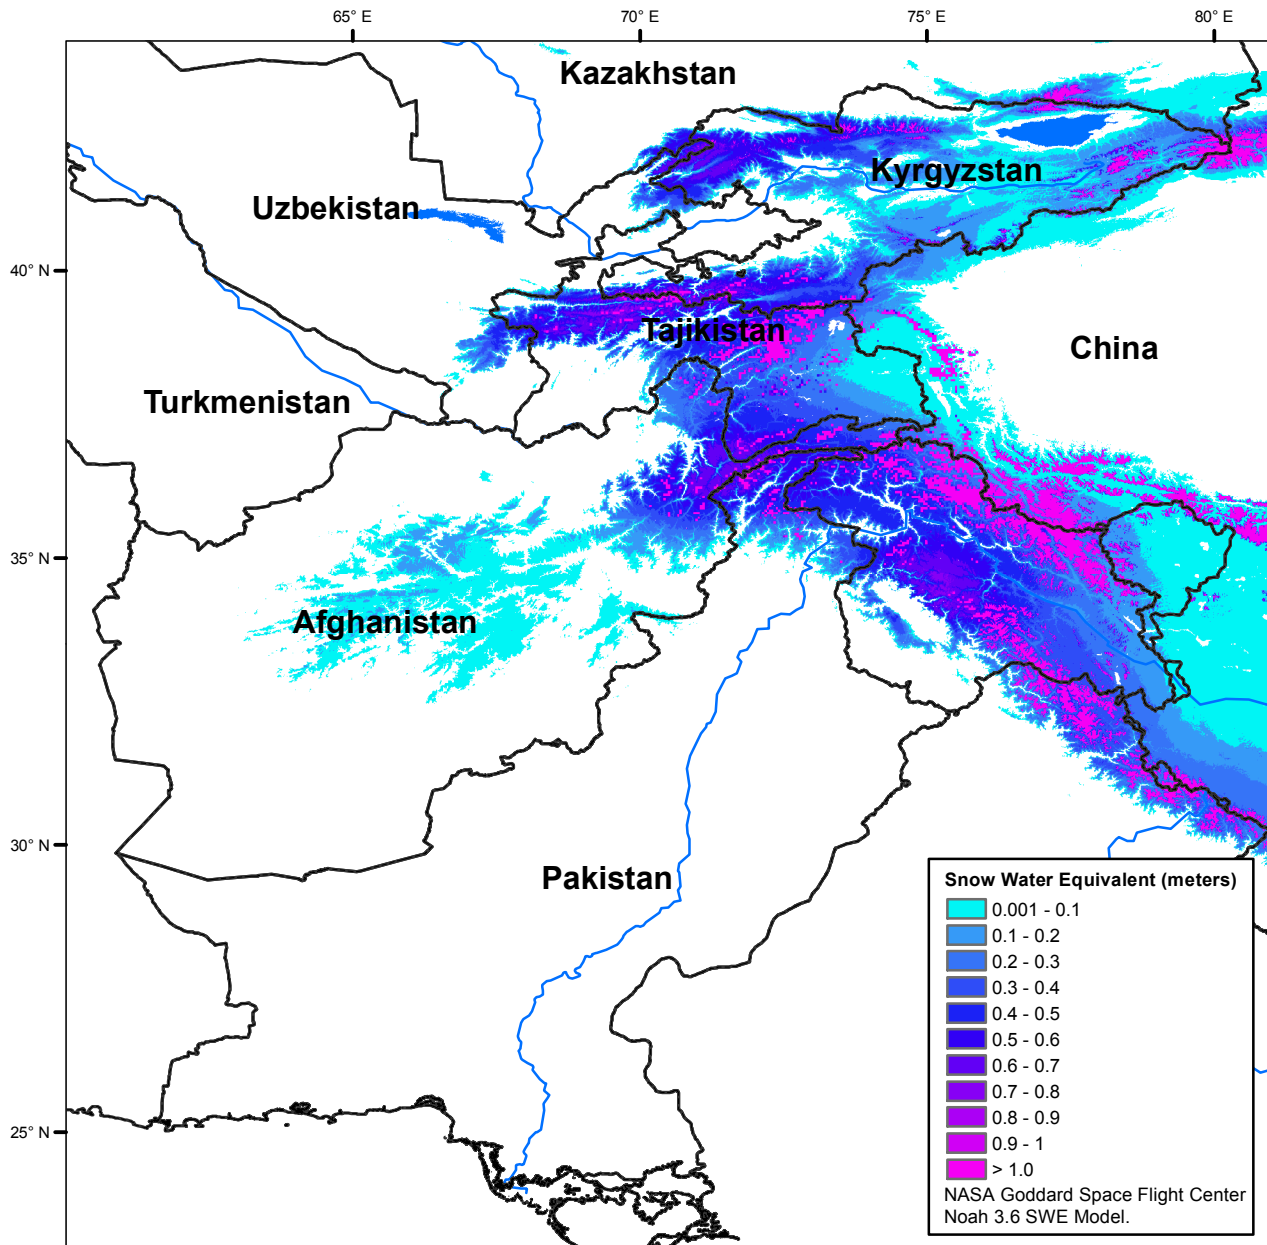 65° E
70° E
75° E
80° E
Kazakhstan
Kyrgyzstan
Uzbekistan
40° N
Tajikistan
China
Turkmenistan
35° N
Afghanistan
30° N
Pakistan
25° N
Snow Water Equivalent (meters)
0.001 - 0.1
0.1 - 0.2
0.2 - 0.3
0.3 - 0.4
0.4 - 0.5
0.5 - 0.6
0.6 - 0.7
0.7 - 0.8
0.8 - 0.9
0.9 - 1
> 1.0
NASA Goddard Space Flight Center
Noah 3.6 SWE Model.